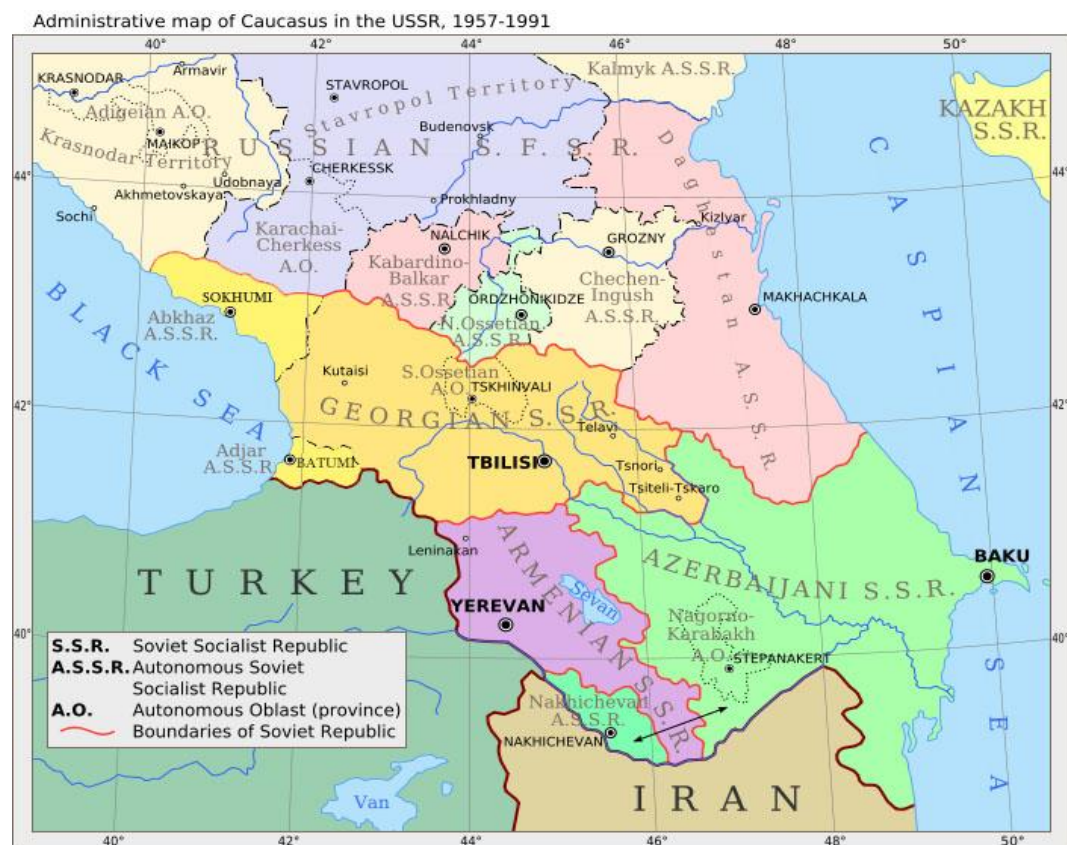 Administrative map of Caucasus in the USSR, 1957-1991
40°
42°
44°
46°
48°
50°
KRASNODAR
Armavir
STAVROPOL
Kalmyk A.S.S.R.
KAZAKH
S.S.R.
Adigeian A.O.
Stavropol Territory
Budenovsk
MAIKOP
Krasnodar Territory
RUSSIAN S.F.S.R.
CHERKESSK
44°
44°
Udobnaya
Akhmetovskaya
Prokhladny
Sochi
Kizlyar
Daghestan A.S.S.R.
CASPIAN SEA
Karachai-
Cherkess
A.O.
NALCHIK
GROZNY
Kabardino-
Balkar
A.S.S.R.
Chechen-
Ingush
A.S.S.R.
BLACK SEA
SOKHUMI
ORDZHONIKIDZE
MAKHACHKALA
Abkhaz
A.S.S.R.
N.Ossetian
A.S.S.R.
Kutaisi
S.Ossetian
A.O.
TSKHINVALI
42°
42°
GEORGIAN S.S.R.
Telavi
Adjar
A.S.S.R
BATUMI
TBILISI
Tsnori
Tsiteli-Tskaro
Leninakan
ARMENIAN S.S.R.
AZERBAIJANI S.S.R.
BAKU
TURKEY
Sevan
YEREVAN
Nagorno-
Karabakh
A.O.
STEPANAKERT
40°
40°
S.S.R. Soviet Socialist Republic
A.S.S.R. Autonomous Soviet
Socialist Republic
A.O. Autonomous Oblast (province)
Boundaries of Soviet Republic
Nakhichevan
A.S.S.R.
NAKHICHEVAN
Van
IRAN
40°
42°
44°
46°
48°
50°